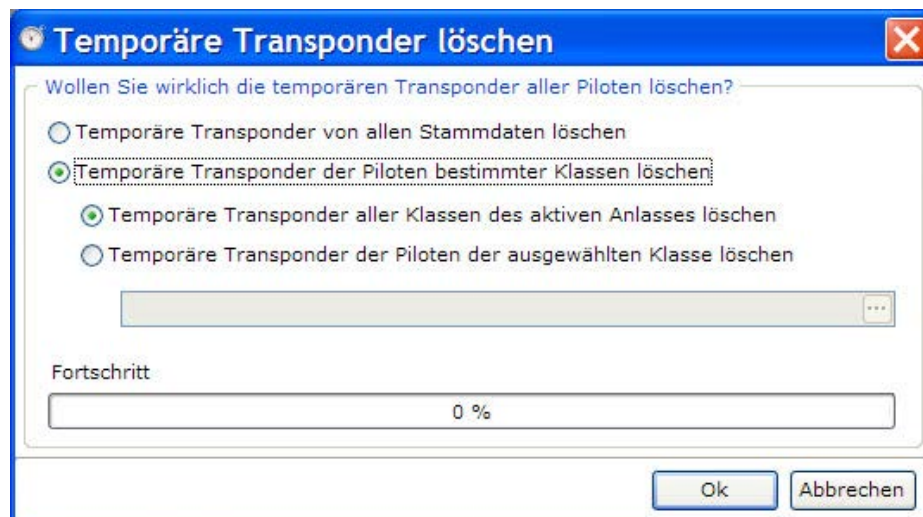 Temporäre Transponder löschen
Wollen Sie wirklich die temporären Transponder aller Piloten löschen?
Temporäre Transponder von allen Stammdaten löschen
Temporäre Transponder der Piloten bestimmter Klassen löschen
Temporäre Transponder aller Klassen des aktiven Anlasses löschen
Temporäre Transponder der Piloten der ausgewählten Klasse löschen
...
Fortschritt
0 %
Ok Abbrechen